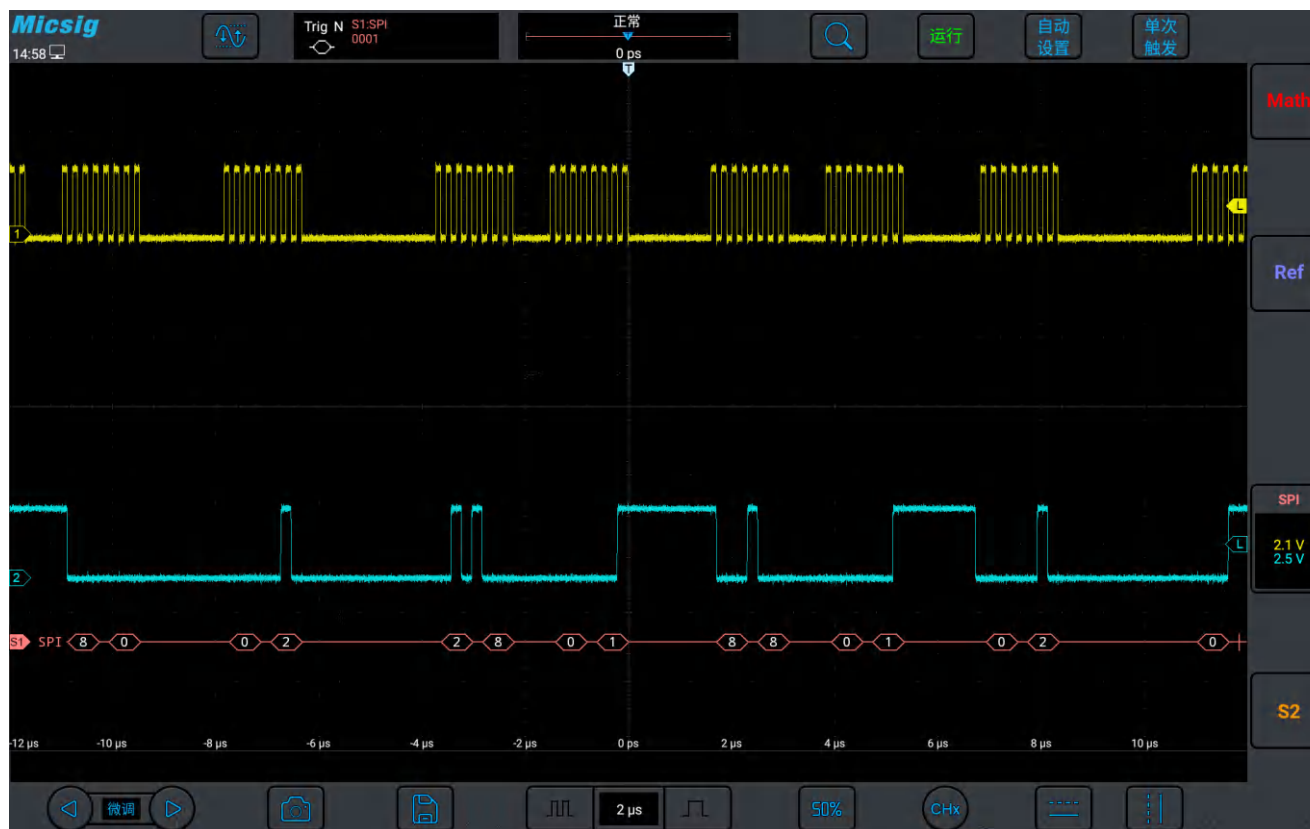 Micsig
14:58
Trig N S1:SPI
0001
正常
0 ps
运行
自动
设置
单次
触发
T
Math
1
L
Ref
2
L
SPI
2.1 V
2.5 V
S1 SPI 8 0 0 2 2 8 0 1 8 8 0 1 0 2 0
S2
-12 μs -10 μs -8 μs -6 μs -4 μs -2 μs 0 ps 2 μs 4 μs 6 μs 8 μs 10 μs
微调
2 μs
50%
CHx